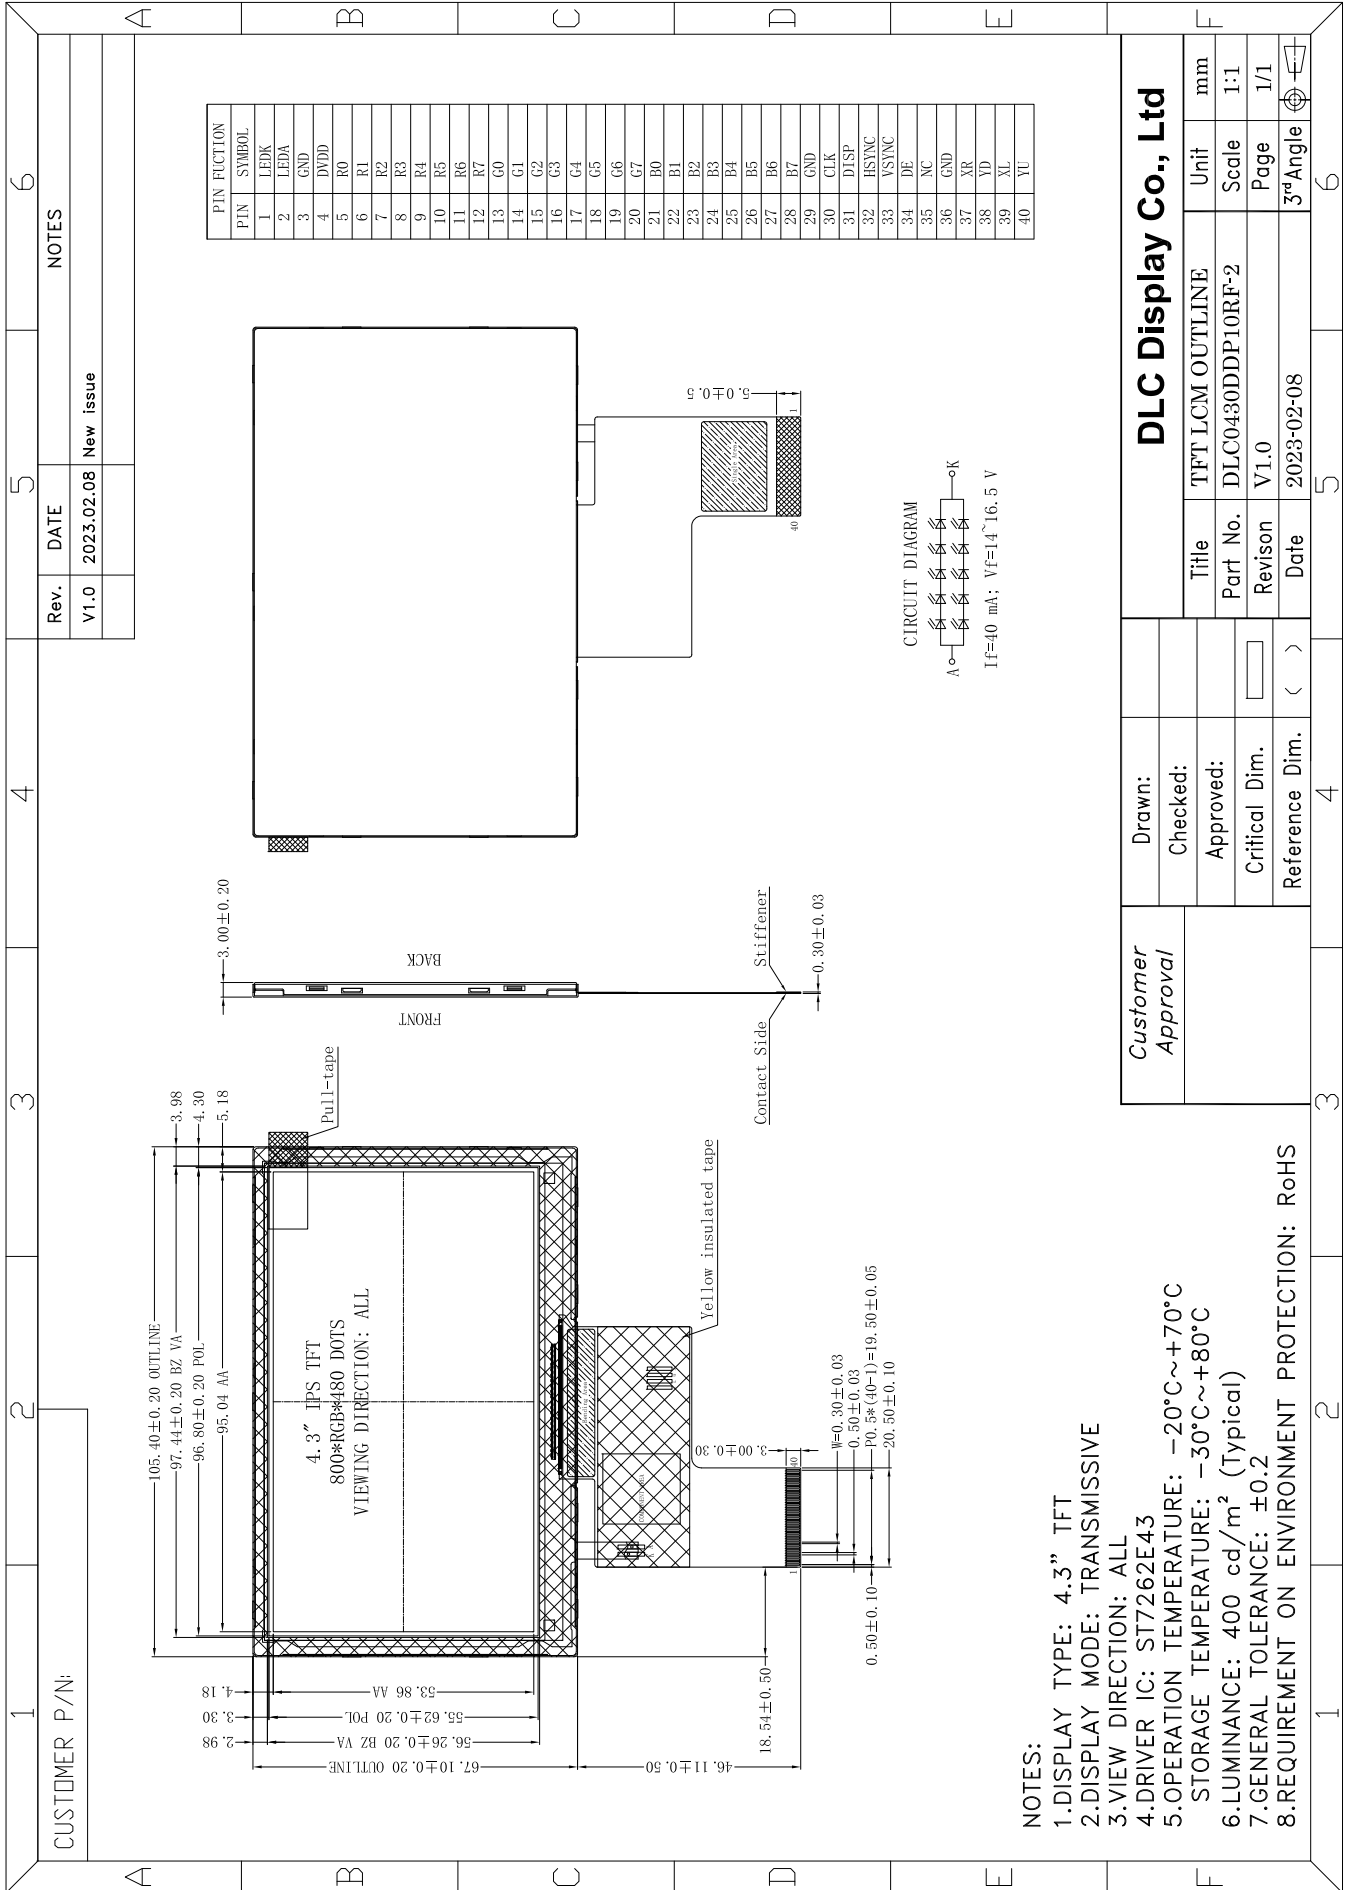 1
2
3
4
5
6
A
B
C
D
E
F
CUSTOMER P/N:
Rev. DATE NOTES
V1.0 2023.02.08 New issue
105.40±0.20 OUTLINE
97.44±0.20 BZ VA
96.80±0.20 POL
95.04 AA
3.98
4.30
5.18
2.98
3.30
4.18
67.10±0.20 OUTLINE
56.26±0.20 BZ VA
55.62±0.20 POL
53.86 AA
4.3″ IPS TFT
800*RGB*480 DOTS
VIEWING DIRECTION: ALL
Pull-tape
Yellow insulated tape
46.11±0.50
18.54±0.50
3.00±0.30
1
40
W=0.30±0.03
0.50±0.03
P0.5*(40-1)=19.50±0.05
20.50±0.10
0.50±0.10
3.00±0.20
FRONT
BACK
Contact Side
Stiffener
0.30±0.03
5.0±0.5
40
1
CIRCUIT DIAGRAM
A
K
If=40 mA; Vf=14~16.5 V
PIN FUCTION
PIN SYMBOL
1 LEDK
2 LEDA
3 GND
4 DVDD
5 R0
6 R1
7 R2
8 R3
9 R4
10 R5
11 R6
12 R7
13 G0
14 G1
15 G2
16 G3
17 G4
18 G5
19 G6
20 G7
21 B0
22 B1
23 B2
24 B3
25 B4
26 B5
27 B6
28 B7
29 GND
30 CLK
31 DISP
32 HSYNC
33 VSYNC
34 DE
35 NC
36 GND
37 XR
38 YD
39 XL
40 YU
NOTES:
1.DISPLAY TYPE: 4.3" TFT
2.DISPLAY MODE: TRANSMISSIVE
3.VIEW DIRECTION: ALL
4.DRIVER IC: ST7262E43
5.OPERATION TEMPERATURE: -20°C~+70°C
STORAGE TEMPERATURE: -30°C~+80°C
6.LUMINANCE: 400 cd/m² (Typical)
7.GENERAL TOLERANCE: ±0.2
8.REQUIREMENT ON ENVIRONMENT PROTECTION: RoHS
Customer
Approval
Drawn:
Checked:
Approved:
Critical Dim.
Reference Dim. ( )
DLC Display Co., Ltd
Title TFT LCM OUTLINE Unit mm
Part No. DLC0430DDP10RF-2 Scale 1:1
Revison V1.0 Page 1/1
Date 2023-02-08 3rd Angle
1
2
3
4
5
6
A
B
C
D
E
F